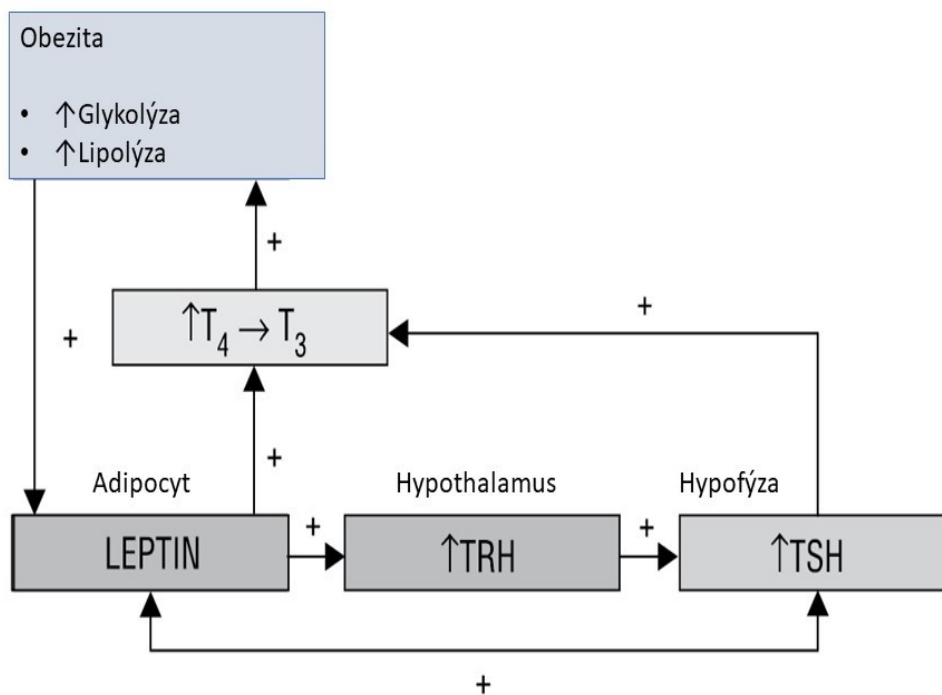 Obezita
• ↑Glykolýza
• ↑Lipolýza
+
+
+
↑T₄ → T₃
+
Adipocyt
Hypothalamus
Hypofýza
LEPTIN
+
↑TRH
+
↑TSH
+